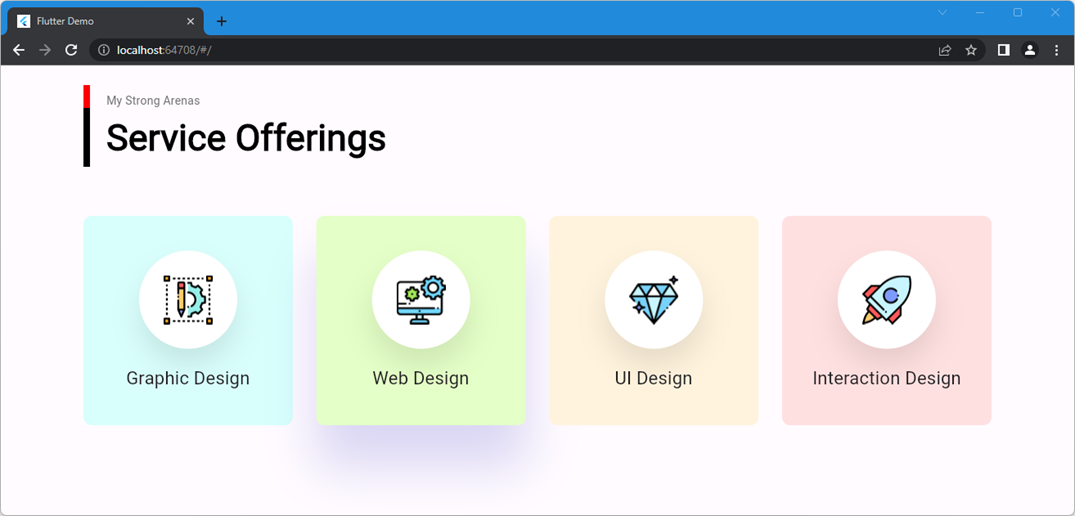 Flutter Demo
localhost:64708/#/
My Strong Arenas
Service Offerings
Graphic Design
Web Design
UI Design
Interaction Design